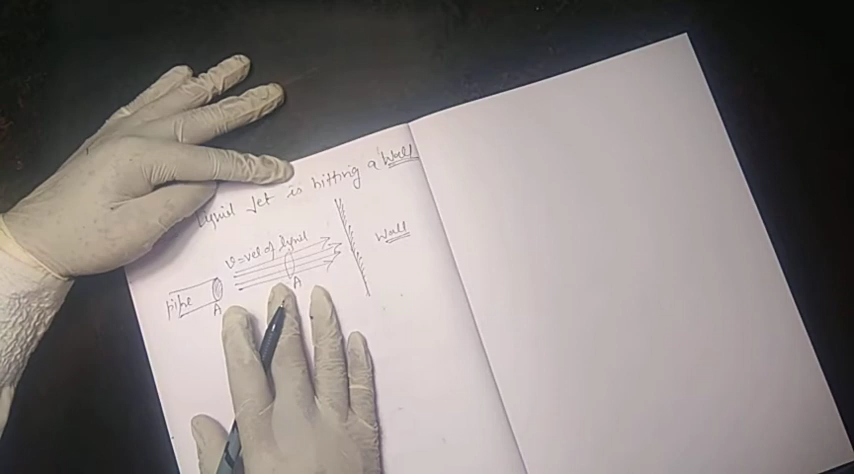 Liquid Jet is hitting a Wall
v=vel of liquid
Wall
pipe
A
A